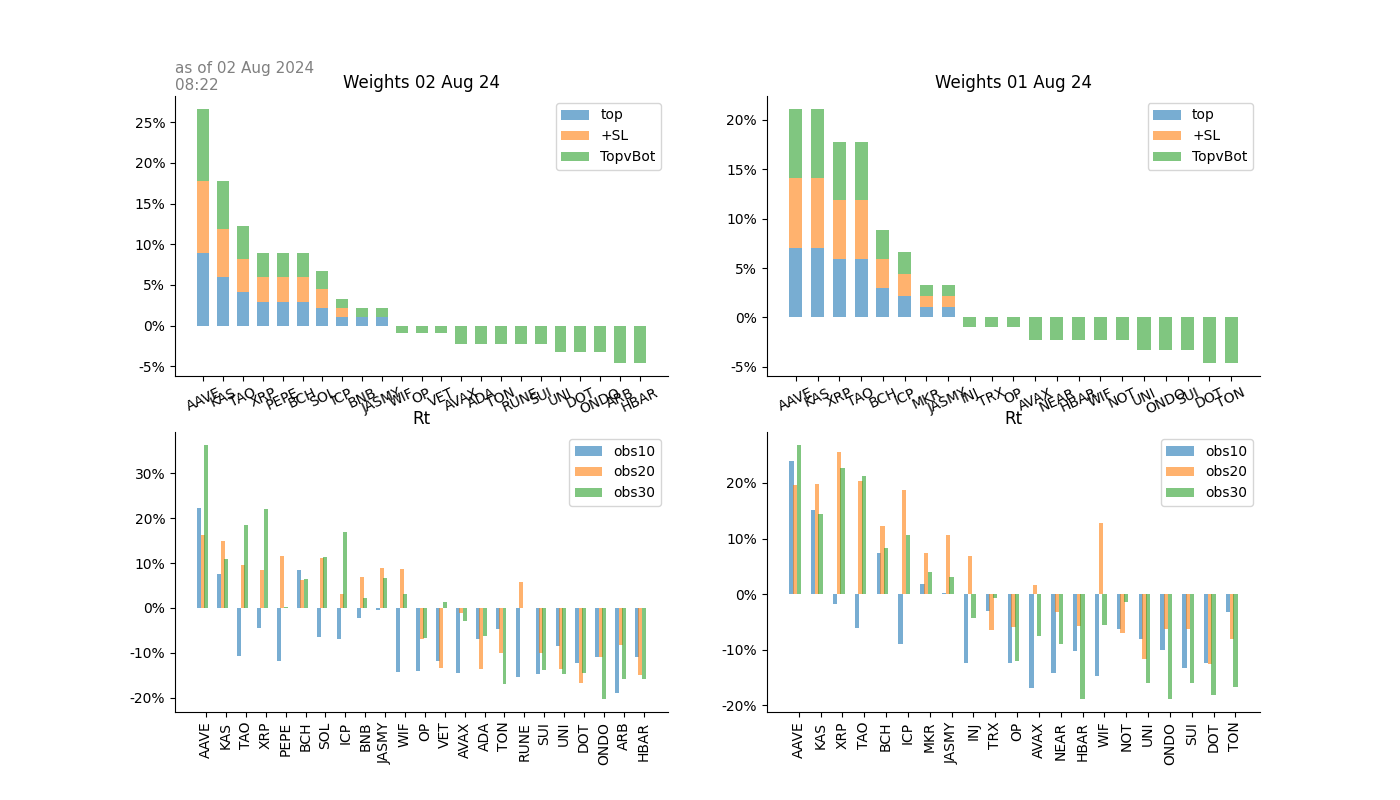 as of 02 Aug 2024
08:22
Weights 02 Aug 24
25%
20%
15%
10%
5%
0%
-5%
top
+SL
TopvBot
AAVE KAS TAO XRP PEPE BCH SOL ICP BNB JASMY WIF OP VET AVAX ADA TON RUNE SUI UNI DOT ONDO ARB HBAR
Weights 01 Aug 24
20%
15%
10%
5%
0%
-5%
top
+SL
TopvBot
AAVE KAS XRP TAO BCH ICP MKR JASMY INJ TRX OP AVAX NEAR HBAR WIF NOT UNI ONDO SUI DOT TON
Rt
30%
20%
10%
0%
-10%
-20%
obs10
obs20
obs30
AAVE KAS TAO XRP PEPE BCH SOL ICP BNB JASMY WIF OP VET AVAX ADA TON RUNE SUI UNI DOT ONDO ARB HBAR
Rt
20%
10%
0%
-10%
-20%
obs10
obs20
obs30
AAVE KAS XRP TAO BCH ICP MKR JASMY INJ TRX OP AVAX NEAR HBAR WIF NOT UNI ONDO SUI DOT TON